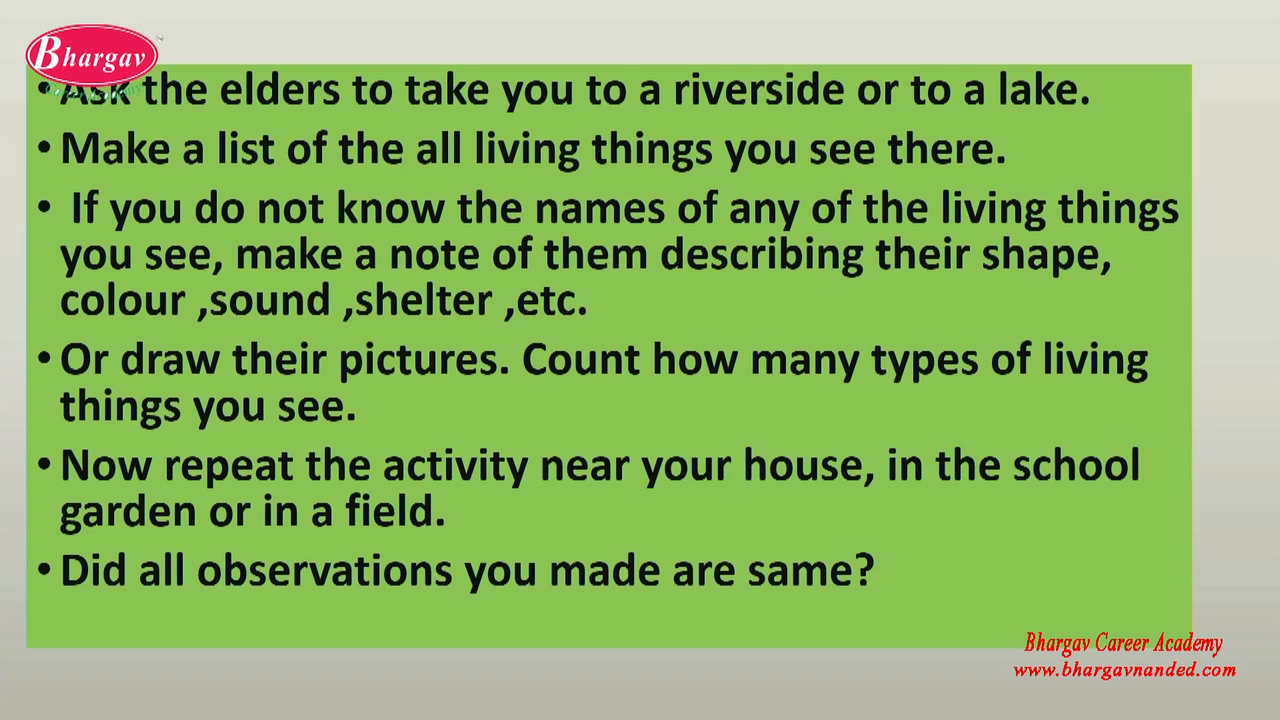 Bhargav
• Ask the elders to take you to a riverside or to a lake.
• Make a list of the all living things you see there.
• If you do not know the names of any of the living things
you see, make a note of them describing their shape,
colour ,sound ,shelter ,etc.
• Or draw their pictures. Count how many types of living
things you see.
• Now repeat the activity near your house, in the school
garden or in a field.
• Did all observations you made are same?
Bhargav Career Academy
www.bhargavnanded.com